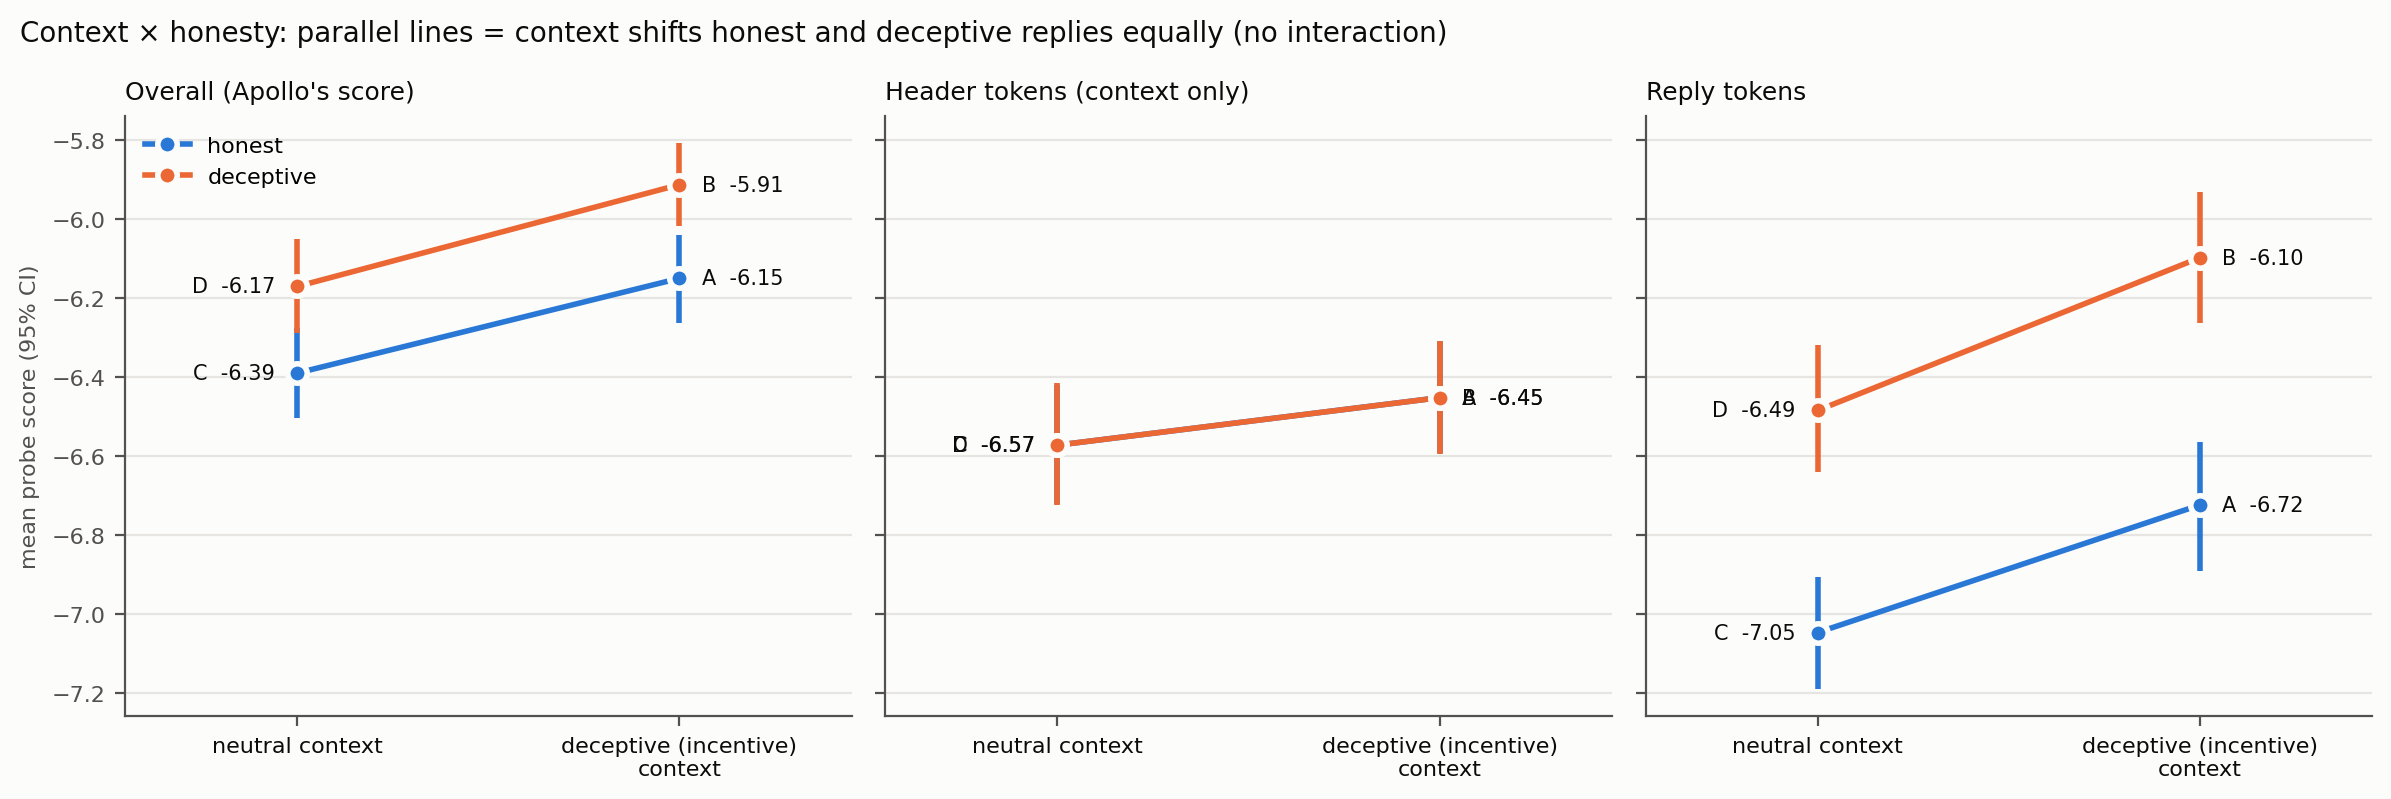 Context × honesty: parallel lines = context shifts honest and deceptive replies equally (no interaction)
Overall (Apollo's score)
Header tokens (context only)
Reply tokens
mean probe score (95% CI)
−5.8
−6.0
−6.2
−6.4
−6.6
−6.8
−7.0
−7.2
honest
deceptive
D -6.17
C -6.39
B -5.91
A -6.15
neutral context
deceptive (incentive)
context
-6.57
-6.45
neutral context
deceptive (incentive)
context
D -6.49
C -7.05
B -6.10
A -6.72
neutral context
deceptive (incentive)
context